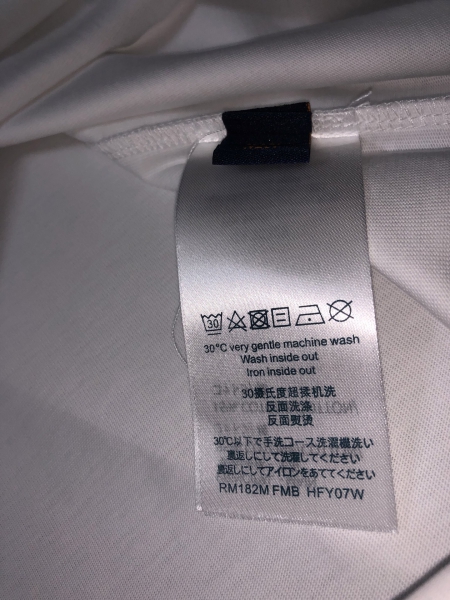 30
30°C very gentle machine wash
Wash inside out
Iron inside out
30摄氏度超揉机洗
反面洗涤
反面熨烫
30℃以下で手洗コース洗濯機洗い
裏返しにして洗濯してください
裏返しにしてアイロンをあててください
RM182M FMB HFY07W